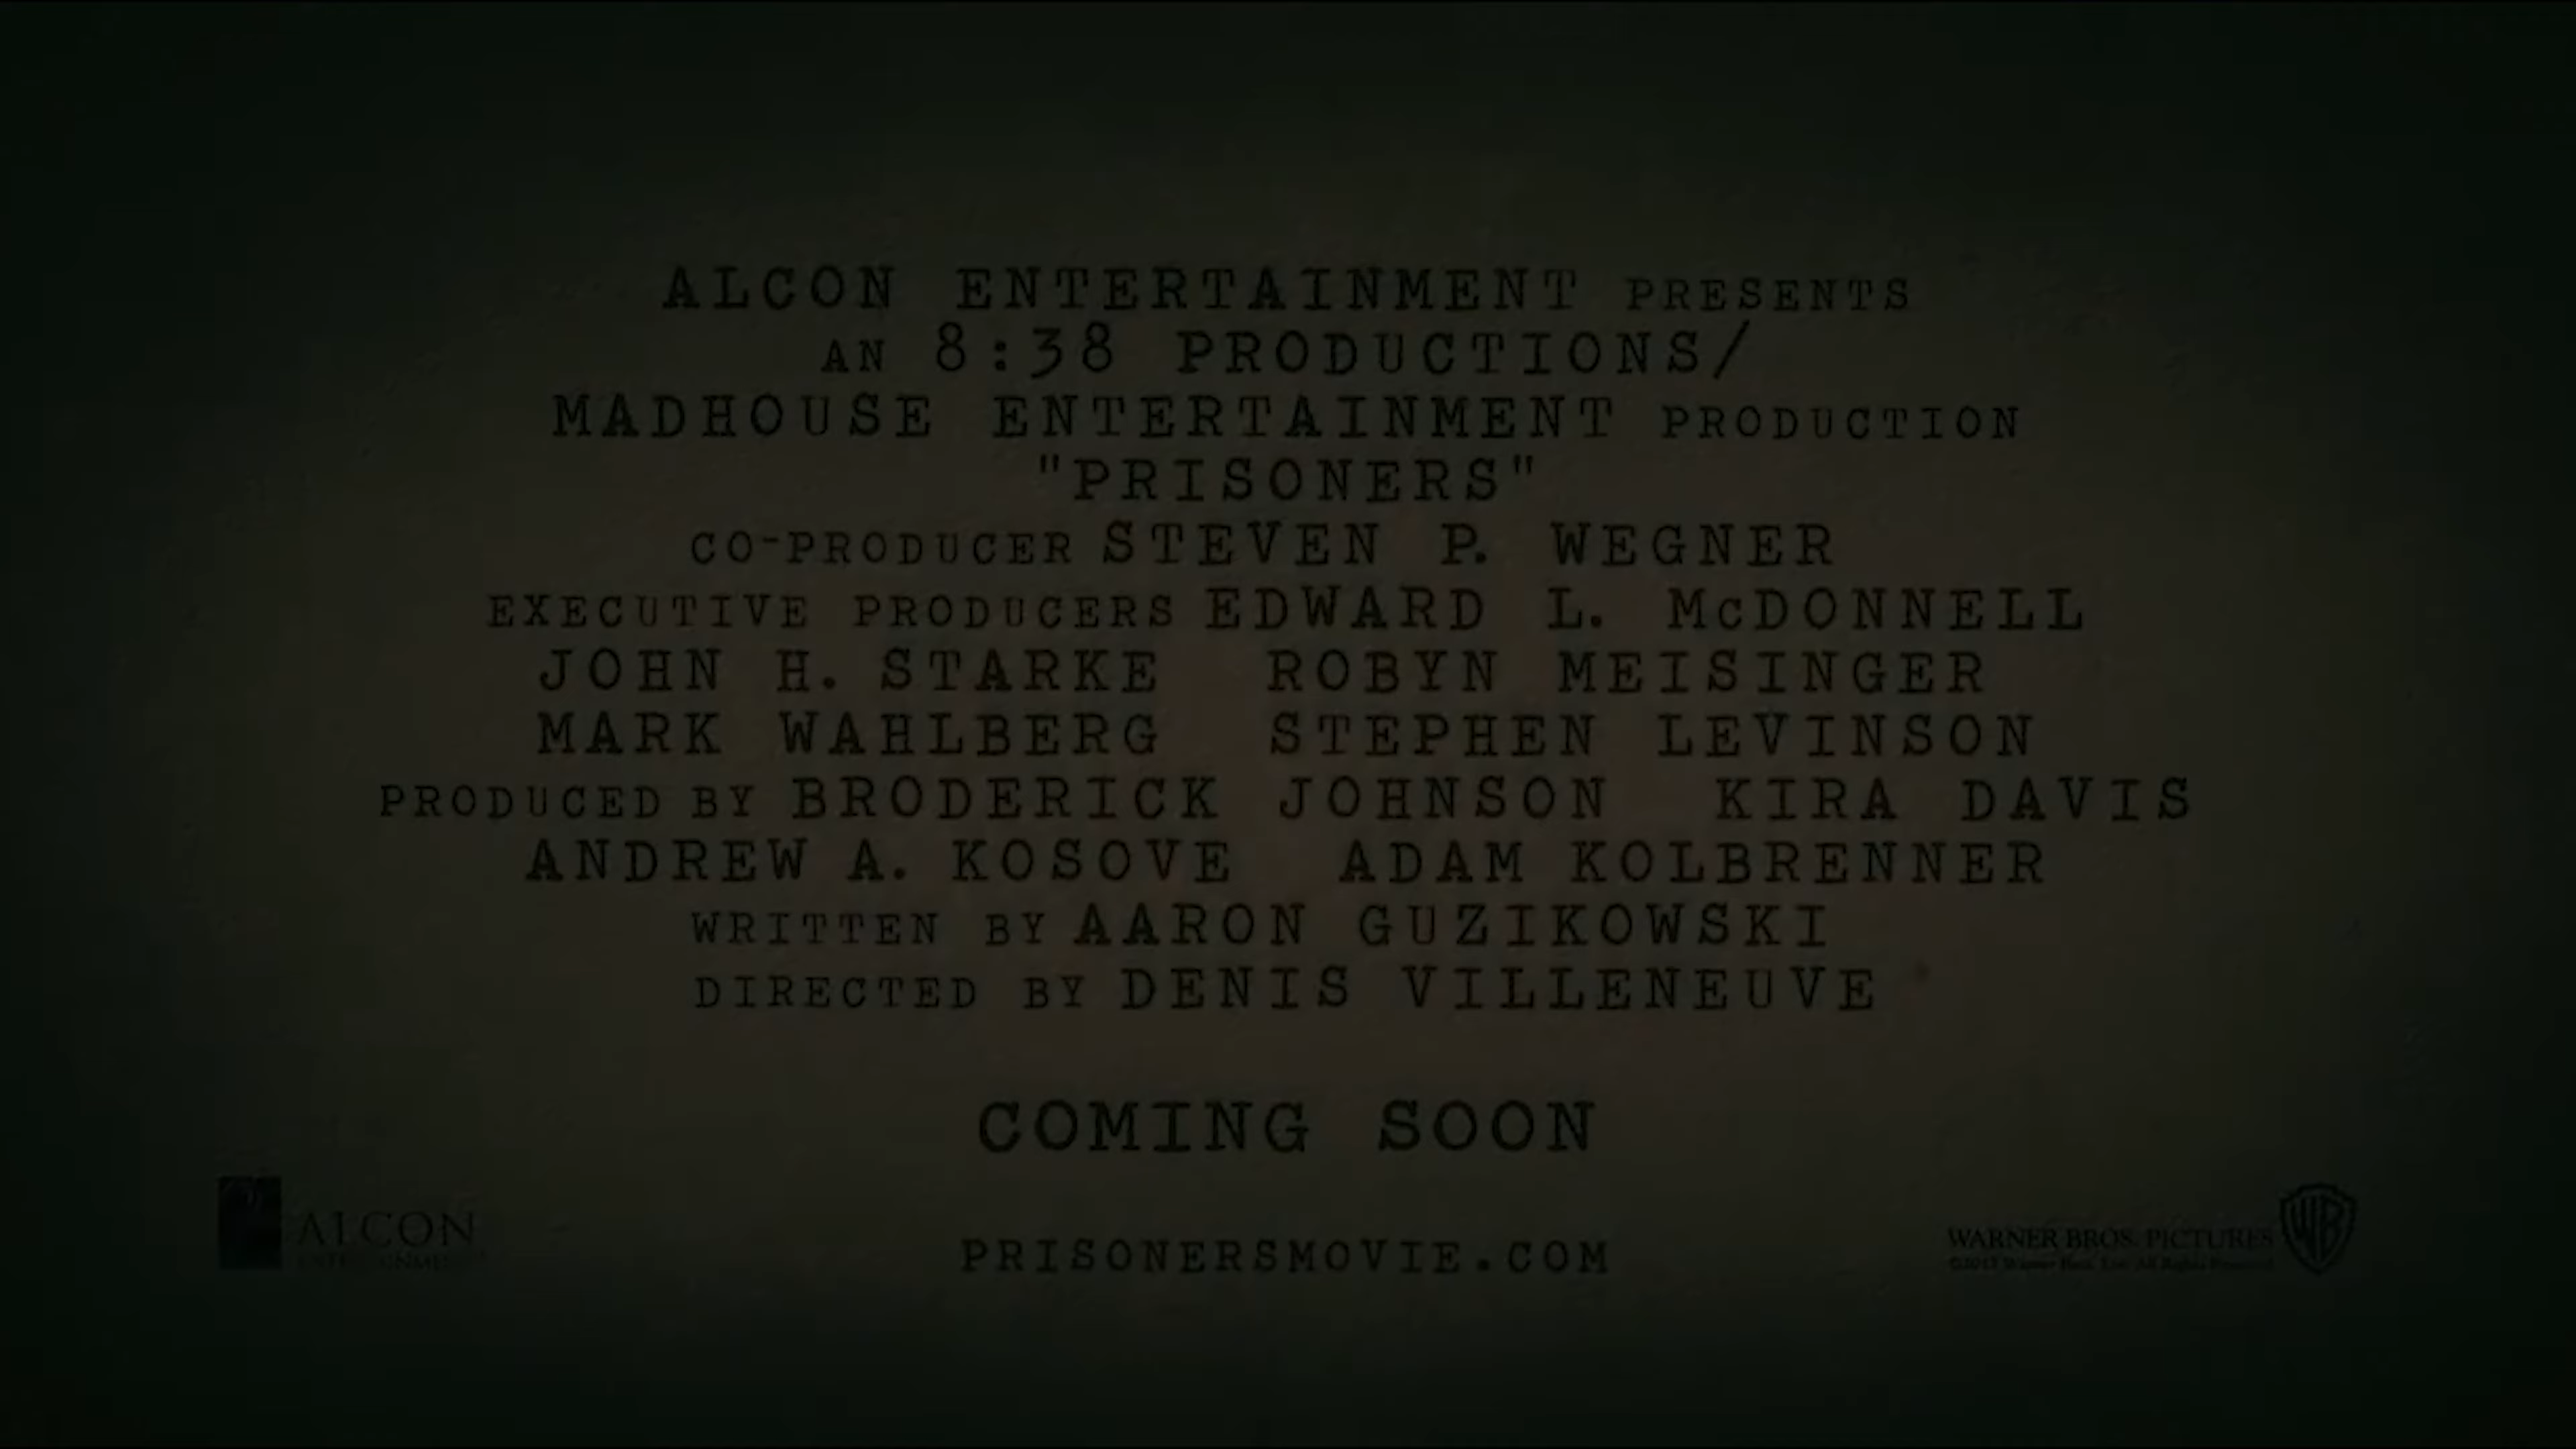 ALCON ENTERTAINMENT PRESENTS
AN 8:38 PRODUCTIONS/
MADHOUSE ENTERTAINMENT PRODUCTION
"PRISONERS"
CO-PRODUCER STEVEN P. WEGNER
EXECUTIVE PRODUCERS EDWARD L. McDONNELL
JOHN H. STARKE ROBYN MEISINGER
MARK WAHLBERG STEPHEN LEVINSON
PRODUCED BY BRODERICK JOHNSON KIRA DAVIS
ANDREW A. KOSOVE ADAM KOLBRENNER
WRITTEN BY AARON GUZIKOWSKI
DIRECTED BY DENIS VILLENEUVE
COMING SOON
ALCON
ENTERTAINMENT
PRISONERSMOVIE.COM
WARNER BROS. PICTURES
WB